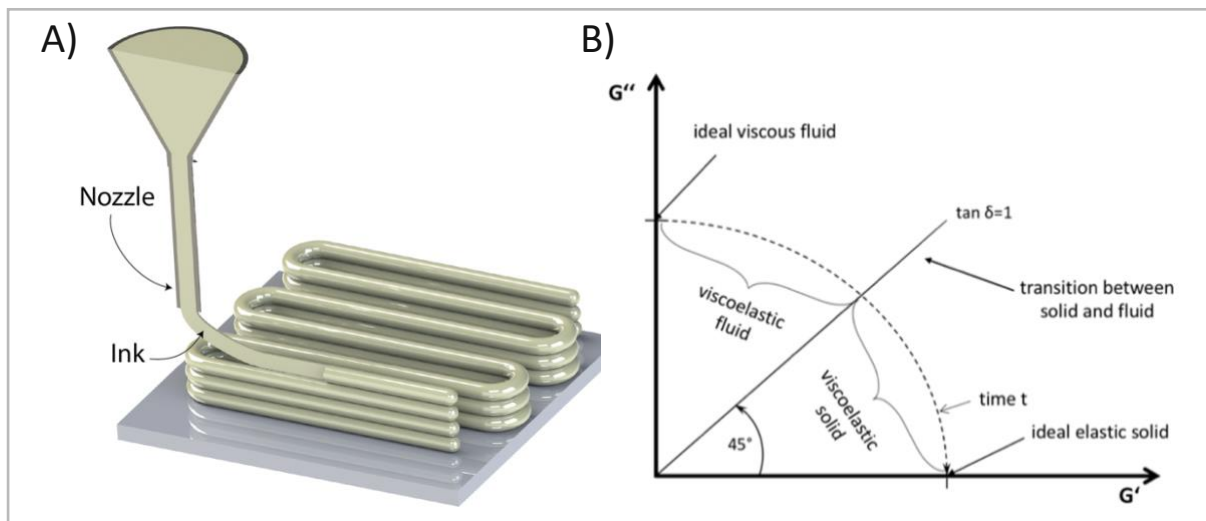 A)
Nozzle
Ink
B)
G‘‘
ideal viscous fluid
tan δ=1
transition between
solid and fluid
viscoelastic
fluid
viscoelastic
solid
time t
ideal elastic solid
45°
G‘